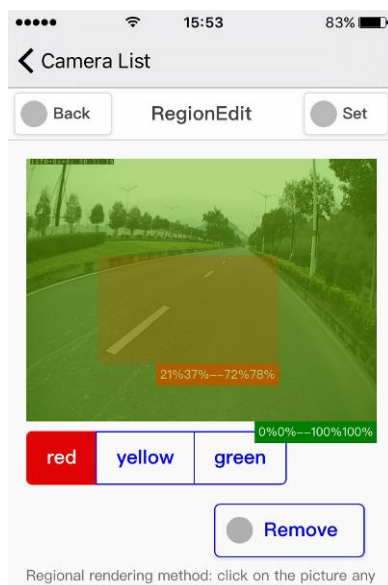 15:53
83%
Camera List
Back
RegionEdit
Set
21%37%--72%78%
0%0%--100%100%
red
yellow
green
Remove
Regional rendering method: click on the picture any